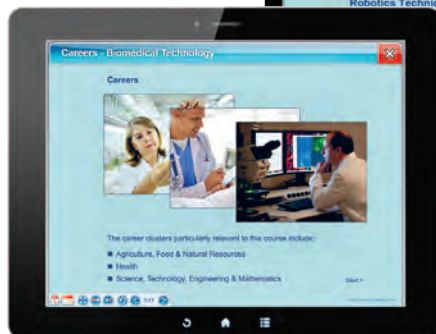 Robotics Techni
Careers - Biomedical Technology
Careers
The career clusters particularly relevant to this course include:
■ Agriculture, Food & Natural Resources
■ Health
■ Science, Technology, Engineering & Mathematics
Next >